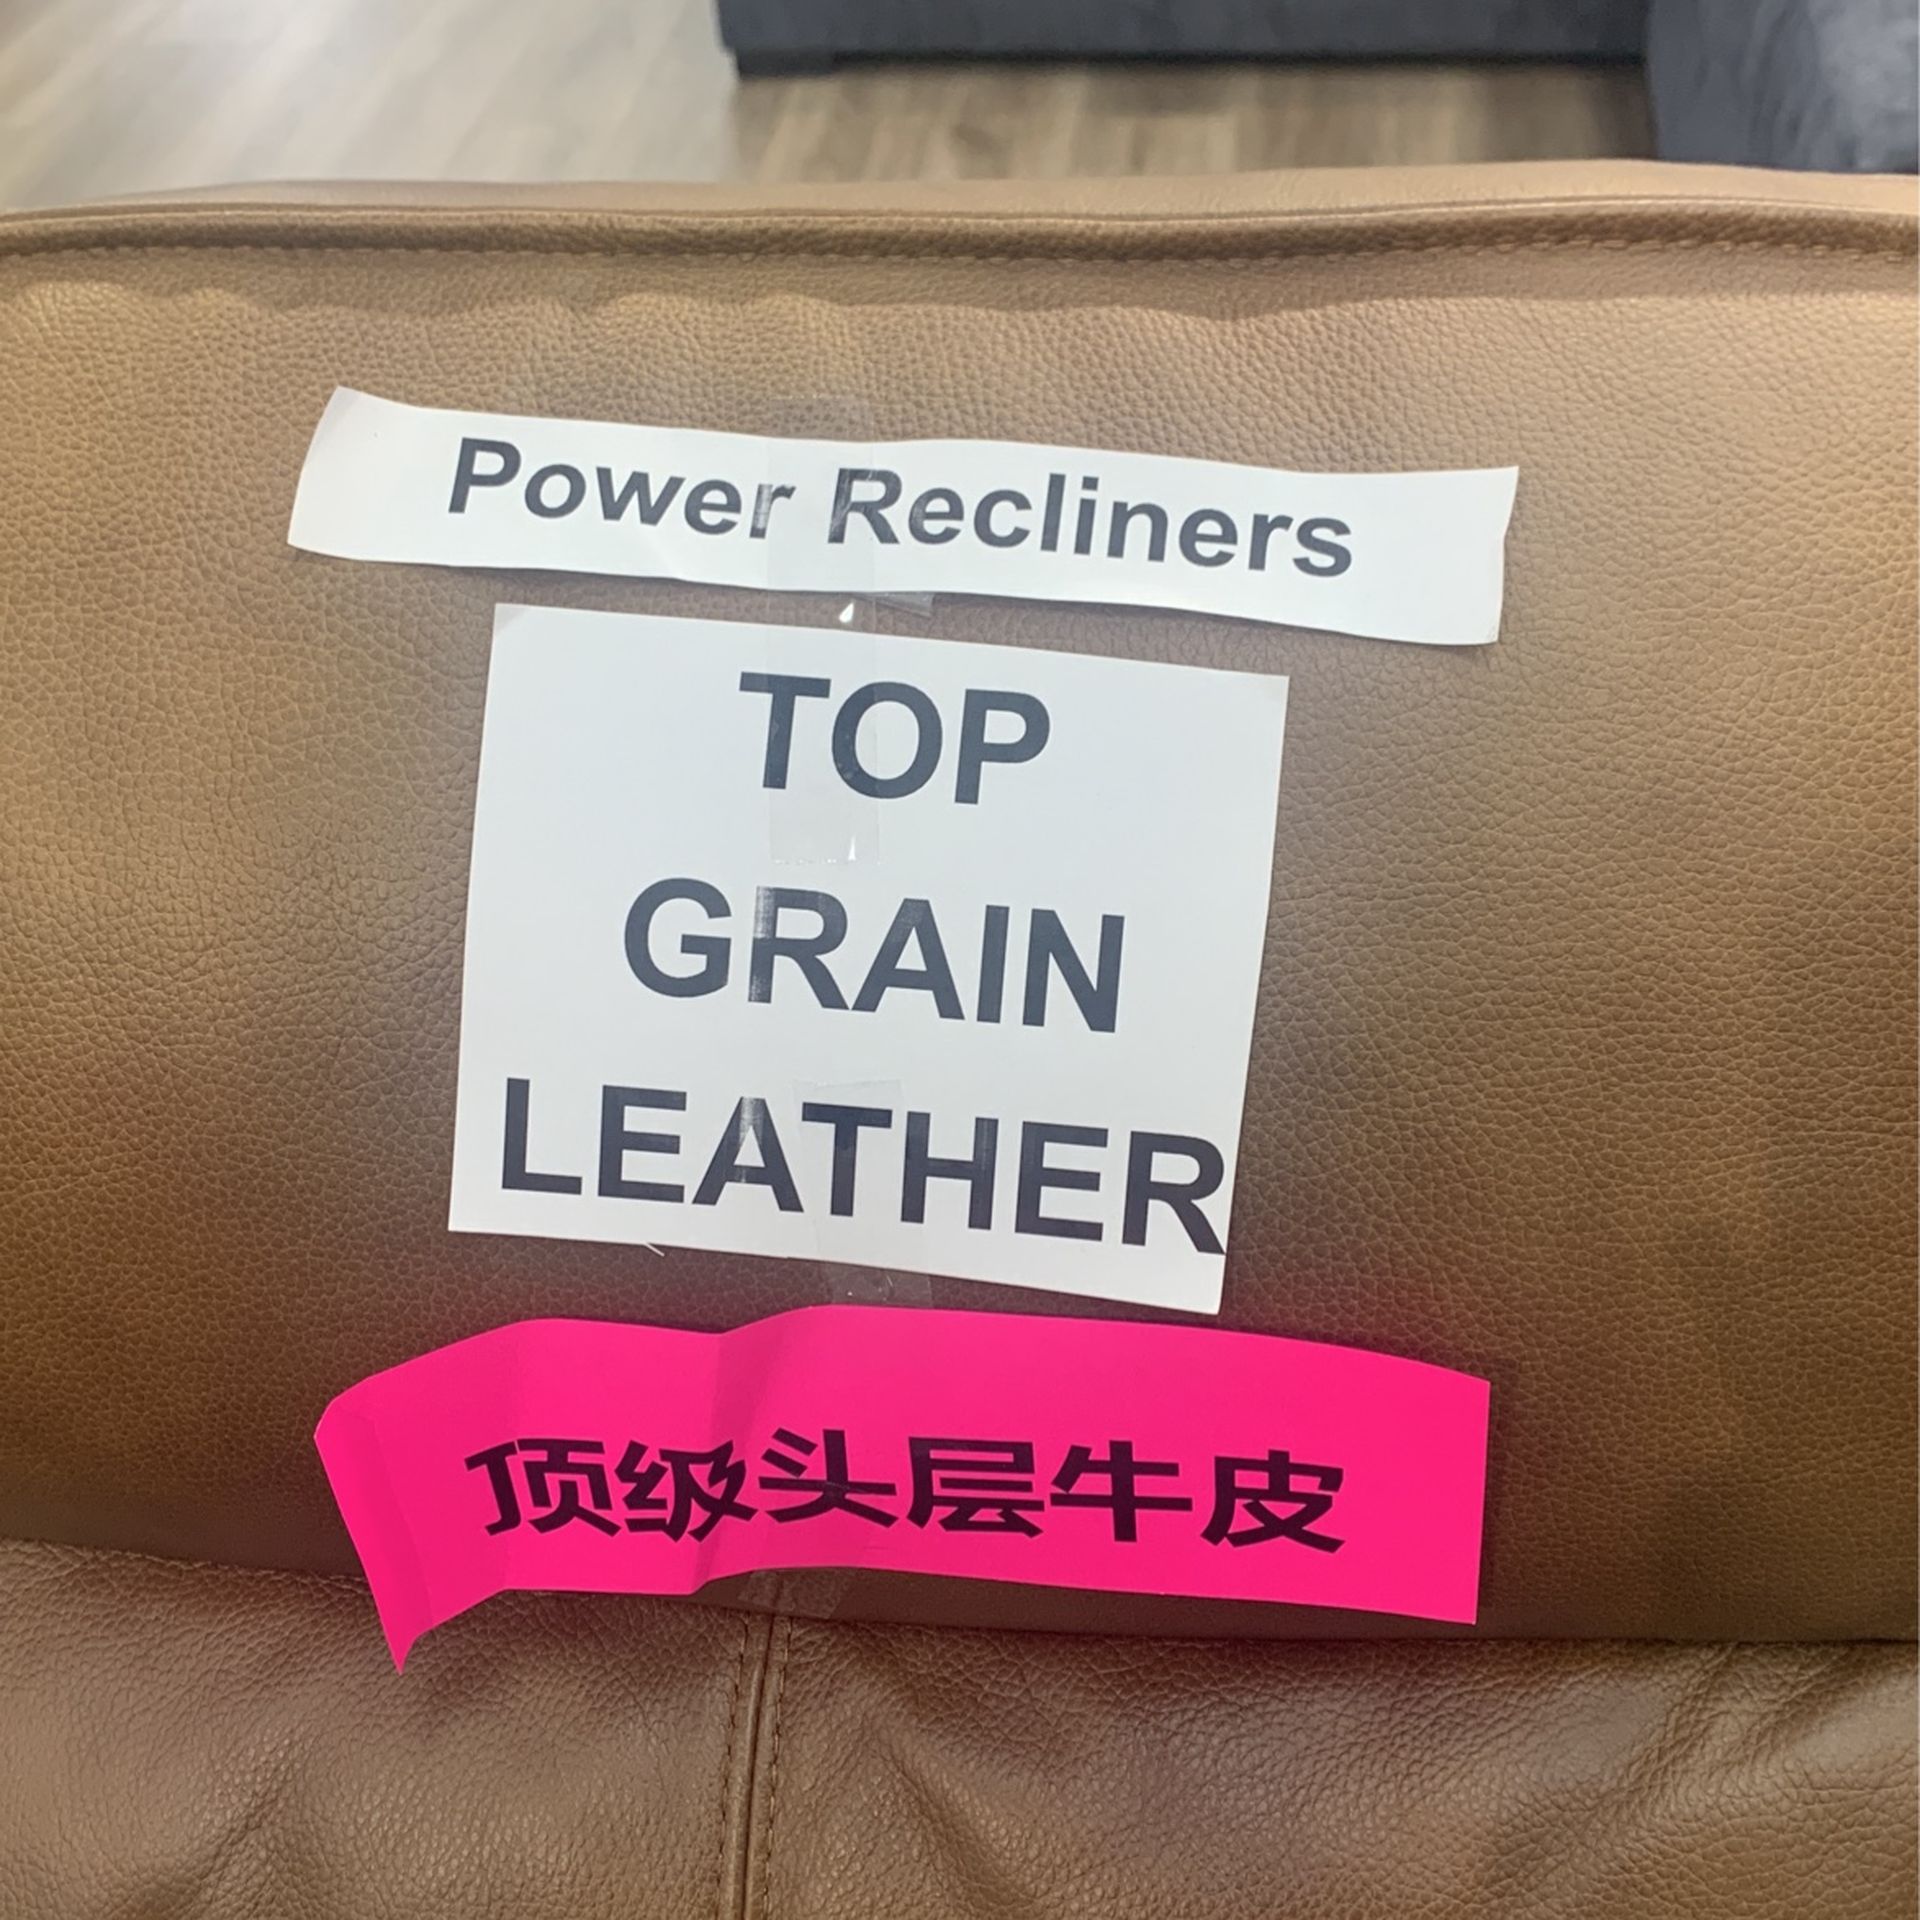 Power Recliners
TOP
GRAIN
LEATHER
顶级头层牛皮